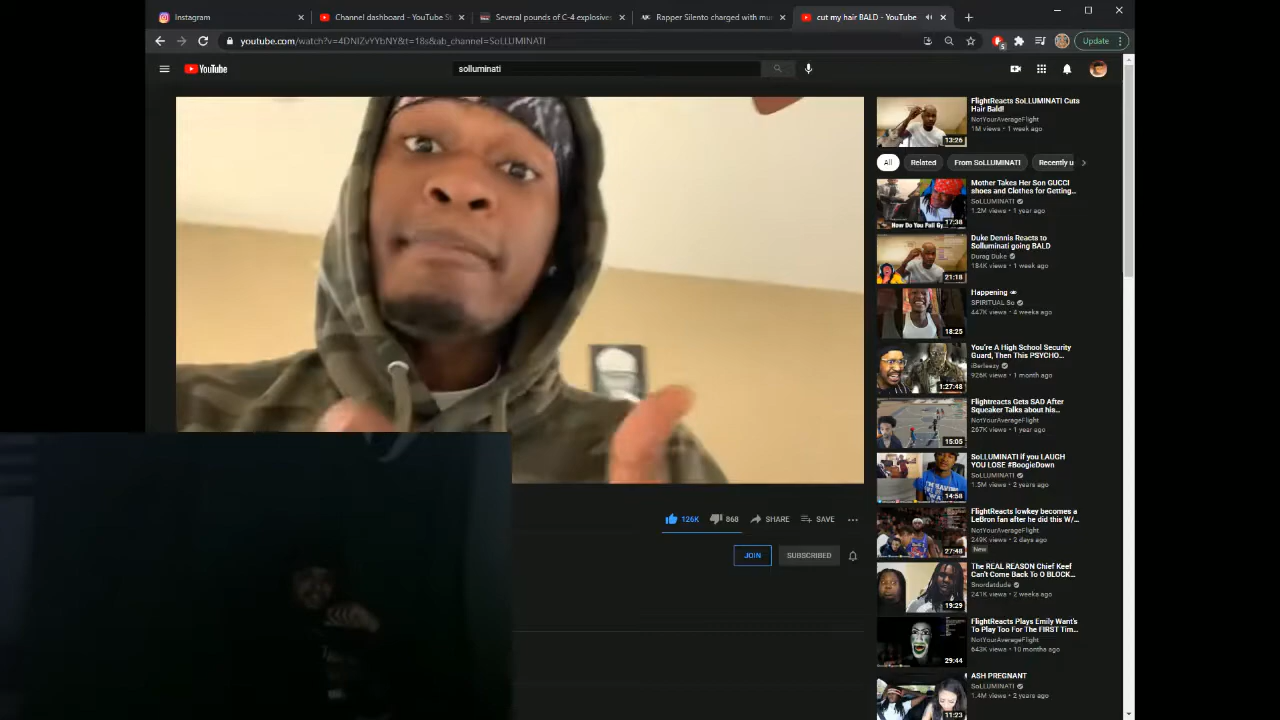 Instagram
Channel dashboard - YouTube St
Several pounds of C-4 explosives
Rapper Silento charged with mur
cut my hair BALD - YouTube
youtube.com/watch?v=4DNIZvYYbNY&t=18s&ab_channel=SoLLUMINATI
Update
YouTube
solluminati
FlightReacts SoLLUMINATI Cuts
Hair Bald!
NotYourAverageFlight
1M views • 1 week ago
13:26
All
Related
From SoLLUMINATI
Recently u
Mother Takes Her Son GUCCI
shoes and Clothes for Getting...
SoLLUMINATI
1.2M views • 1 year ago
How Do You Fail Gy
17:38
Duke Dennis Reacts to
Solluminati going BALD
Durag Duke
184K views • 1 week ago
21:18
Happening
SPIRITUAL So
447K views • 4 weeks ago
18:25
You're A High School Security
Guard, Then This PSYCHO...
iBerleezy
926K views • 1 month ago
1:27:48
Flightreacts Gets SAD After
Squeaker Talks about his...
NotYourAverageFlight
267K views • 1 year ago
15:05
SoLLUMINATI if you LAUGH
YOU LOSE #BoogieDown
SoLLUMINATI
1.5M views • 2 years ago
I'M SAVING
14:58
FlightReacts lowkey becomes a
LeBron fan after he did this W/...
NotYourAverageFlight
249K views • 2 days ago
New
27:48
The REAL REASON Chief Keef
Can't Come Back To O BLOCK...
Snordatdude
241K views • 2 weeks ago
19:29
FlightReacts Plays Emily Want's
To Play Too For The FIRST Tim...
NotYourAverageFlight
643K views • 10 months ago
29:44
ASH PREGNANT
SoLLUMINATI
1.4M views • 2 years ago
11:23
126K
868
SHARE
SAVE
JOIN
SUBSCRIBED